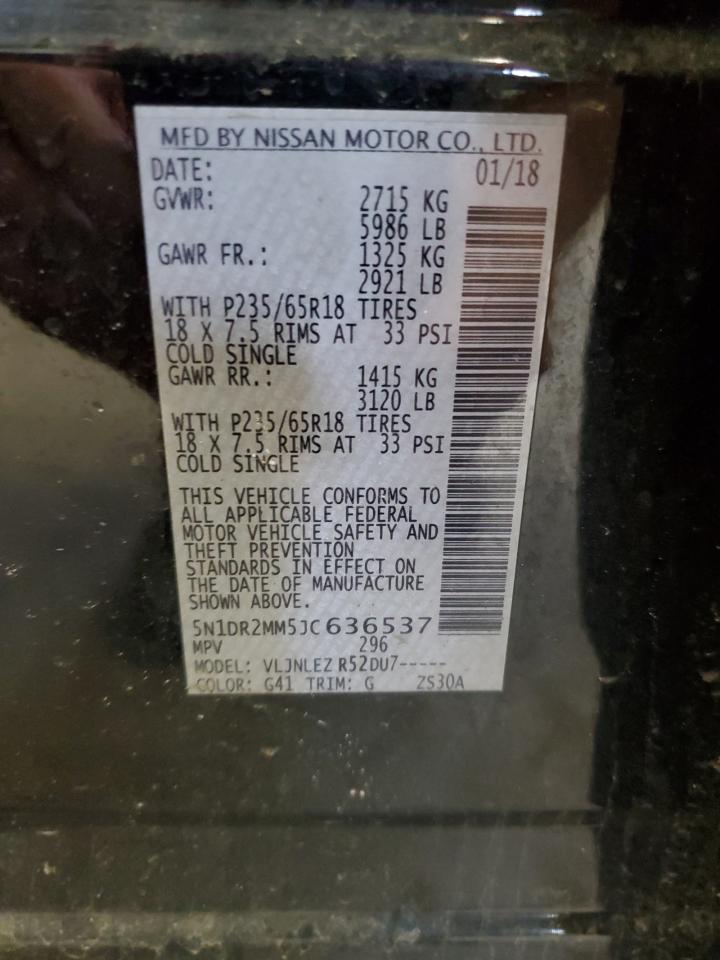 MFD BY NISSAN MOTOR CO., LTD.
DATE: 01/18
GVWR: 2715 KG
5986 LB
GAWR FR.: 1325 KG
2921 LB
WITH P235/65R18 TIRES
18 X 7.5 RIMS AT 33 PSI
COLD SINGLE
GAWR RR.: 1415 KG
3120 LB
WITH P235/65R18 TIRES
18 X 7.5 RIMS AT 33 PSI
COLD SINGLE
THIS VEHICLE CONFORMS TO
ALL APPLICABLE FEDERAL
MOTOR VEHICLE SAFETY AND
THEFT PREVENTION
STANDARDS IN EFFECT ON
THE DATE OF MANUFACTURE
SHOWN ABOVE.
5N1DR2MM5JC636537
MPV 296
MODEL: VLJNLEZ R52DU7-----
COLOR: G41 TRIM: G ZS30A